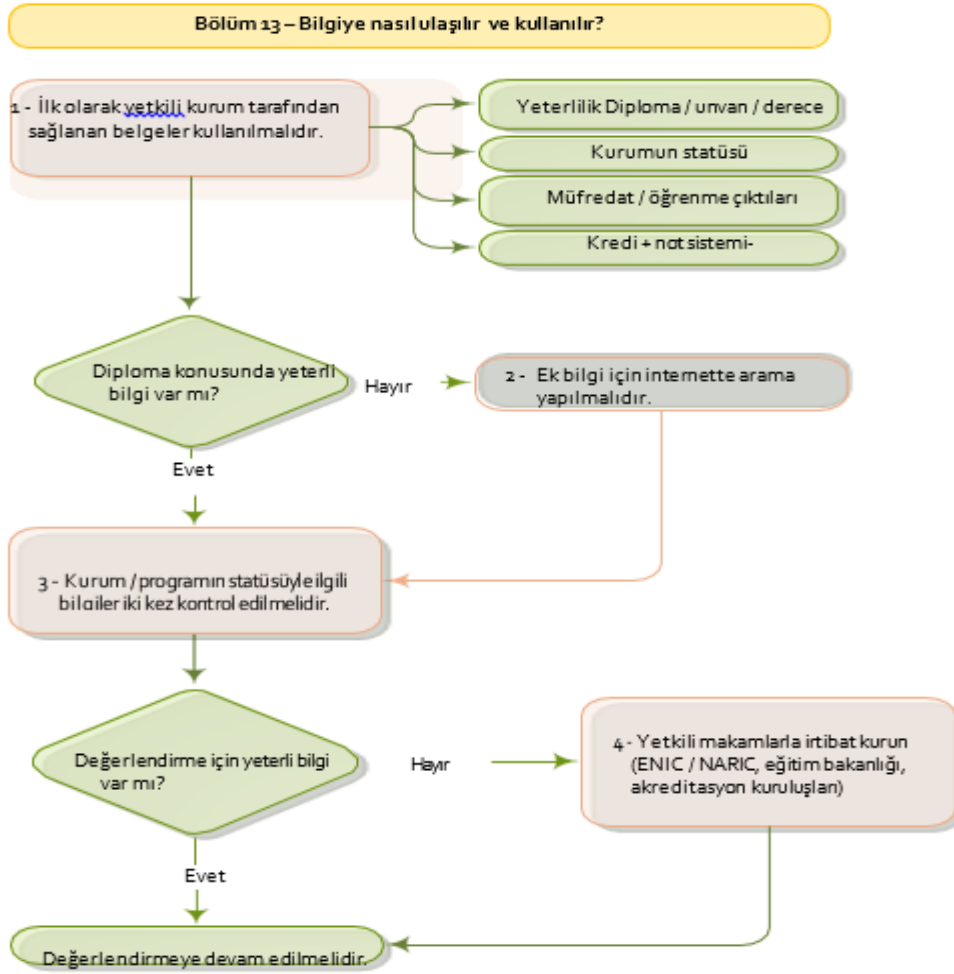 Bölüm 13 – Bilgiye nasıl ulaşılır ve kullanılır?
1 - İlk olarak yetkili kurum tarafından
sağlanan belgeler kullanılmalıdır.
Yeterlilik Diploma / unvan / derece
Kurumun statüsü
Müfredat / öğrenme çıktıları
Kredi + not sistemi-
Diploma konusunda yeterli
bilgi var mı?
Hayır
2 - Ek bilgi için internette arama
yapılmalıdır.
Evet
3 - Kurum / programın statüsüyle ilgili
bilgiler iki kez kontrol edilmelidir.
Değerlendirme için yeterli bilgi
var mı?
Hayır
4 - Yetkili makamlarla irtibat kurun
(ENIC / NARIC, eğitim bakanlığı,
akreditasyon kuruluşları)
Evet
Değerlendirmeye devam edilmelidir.